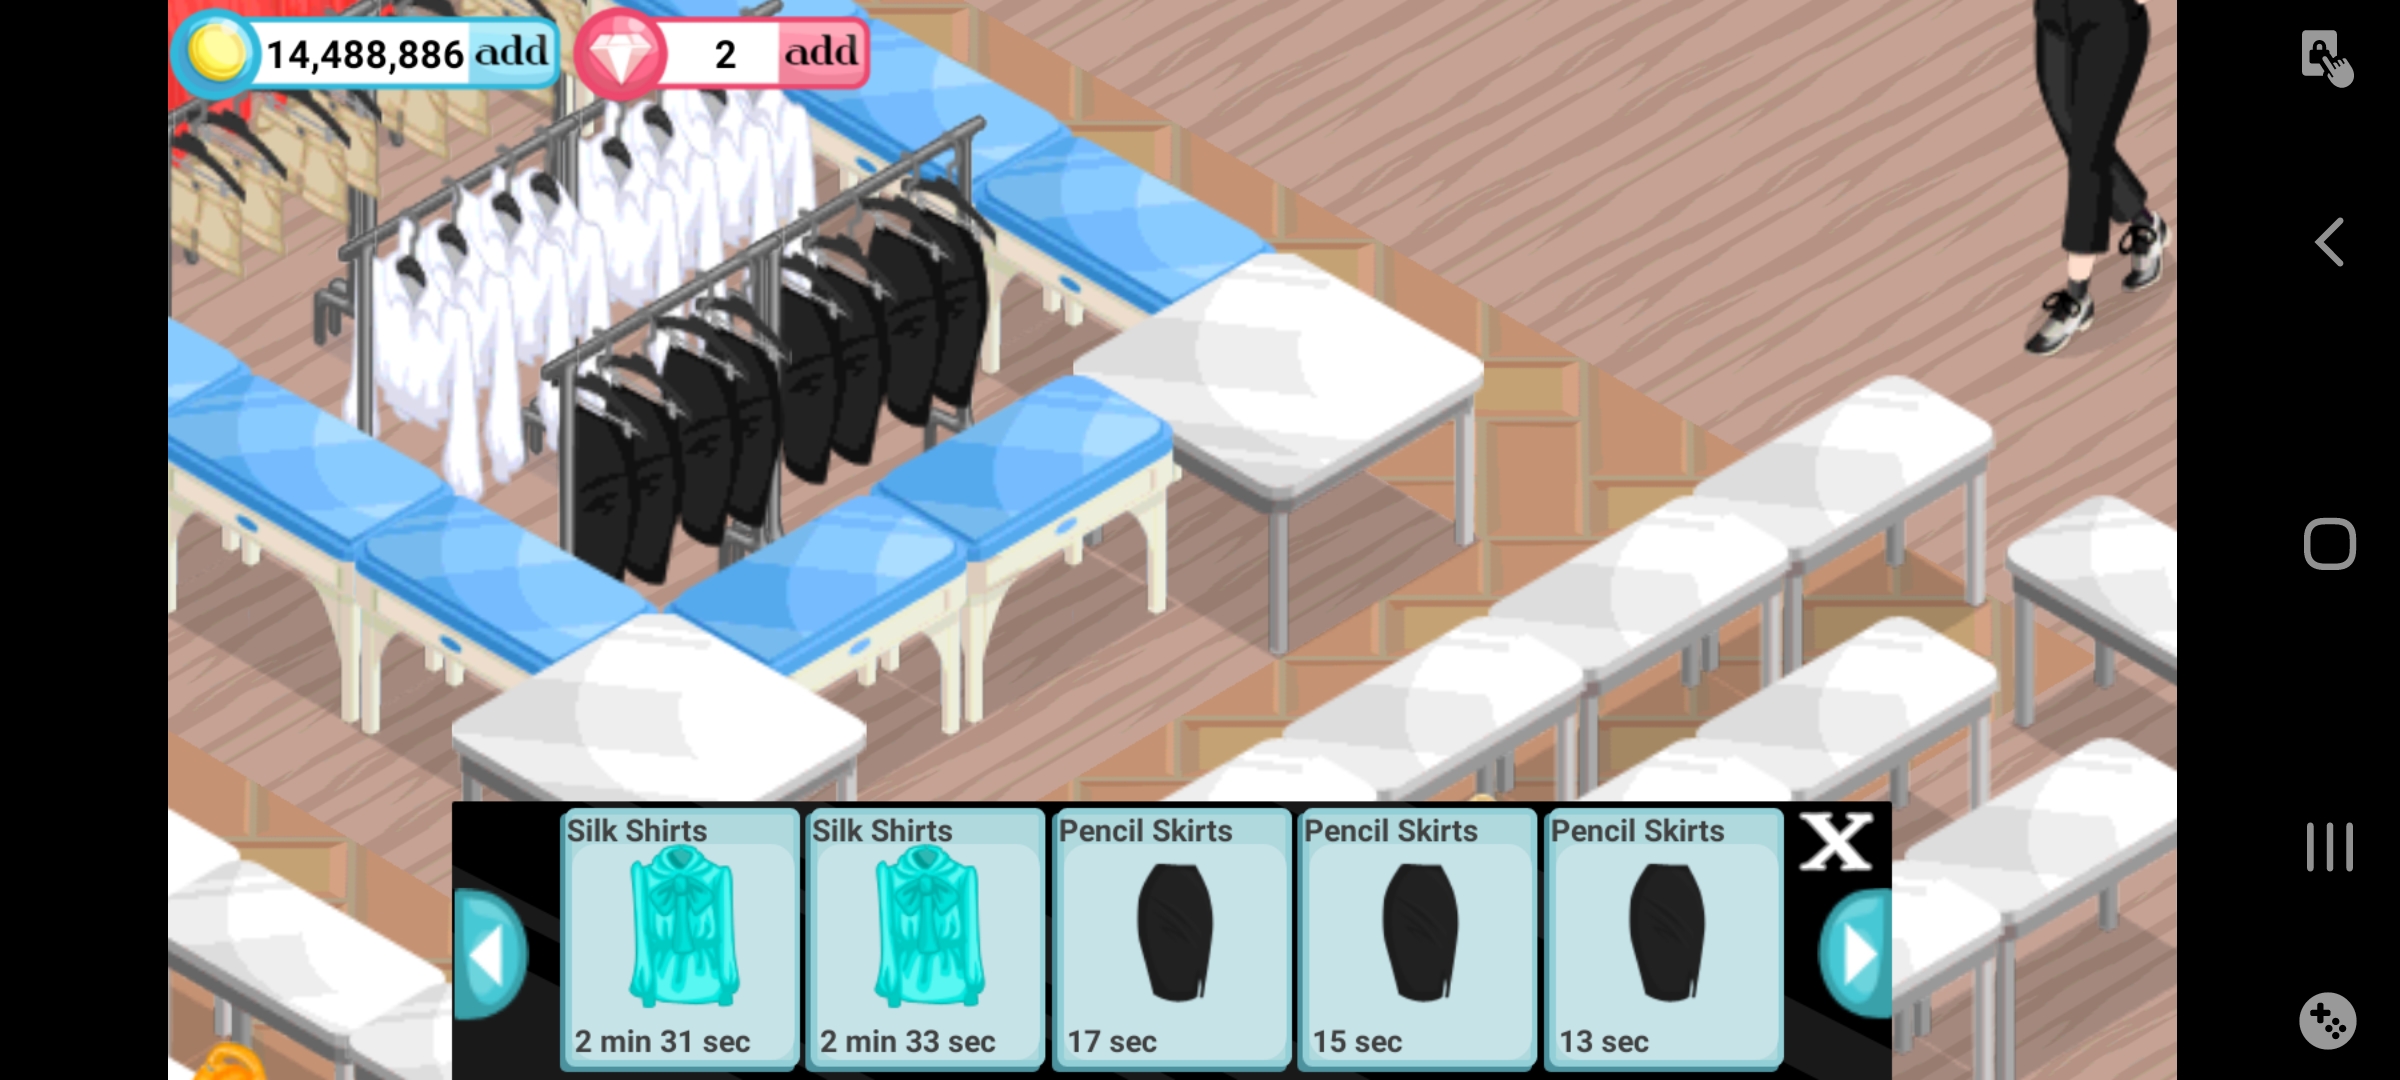 14,488,886 add 2 add
Silk Shirts Silk Shirts Pencil Skirts Pencil Skirts Pencil Skirts X
2 min 31 sec 2 min 33 sec 17 sec 15 sec 13 sec